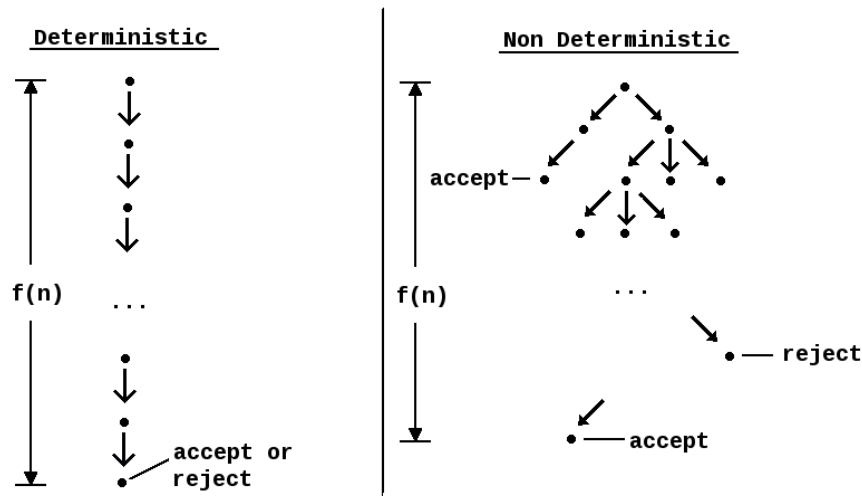 Deterministic
f(n)
...
accept or
reject
Non Deterministic
accept
f(n)
...
reject
accept